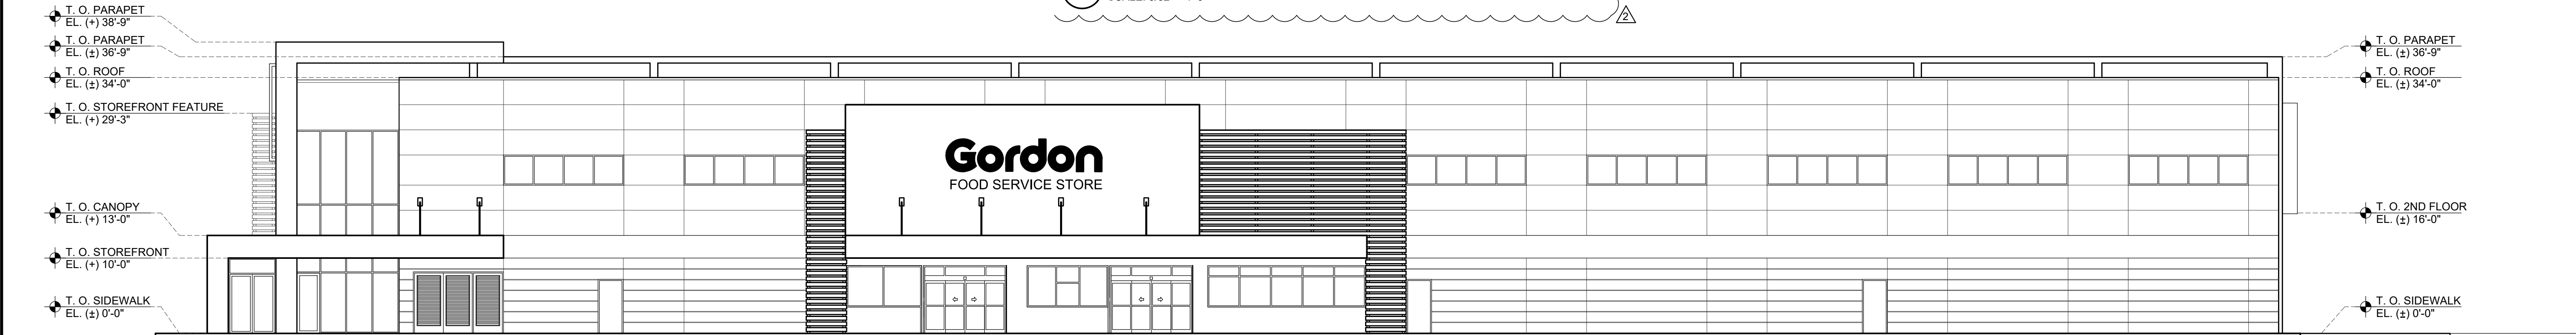 T. O. PARAPET
EL. (+) 38'-9"
T. O. PARAPET
EL. (±) 36'-9"
T. O. ROOF
EL. (±) 34'-0"
T. O. STOREFRONT FEATURE
EL. (+) 29'-3"
T. O. CANOPY
EL. (+) 13'-0"
T. O. STOREFRONT
EL. (+) 10'-0"
T. O. SIDEWALK
EL. (±) 0'-0"
2
Gordon
FOOD SERVICE STORE
T. O. PARAPET
EL. (±) 36'-9"
T. O. ROOF
EL. (±) 34'-0"
T. O. 2ND FLOOR
EL. (±) 16'-0"
T. O. SIDEWALK
EL. (±) 0'-0"